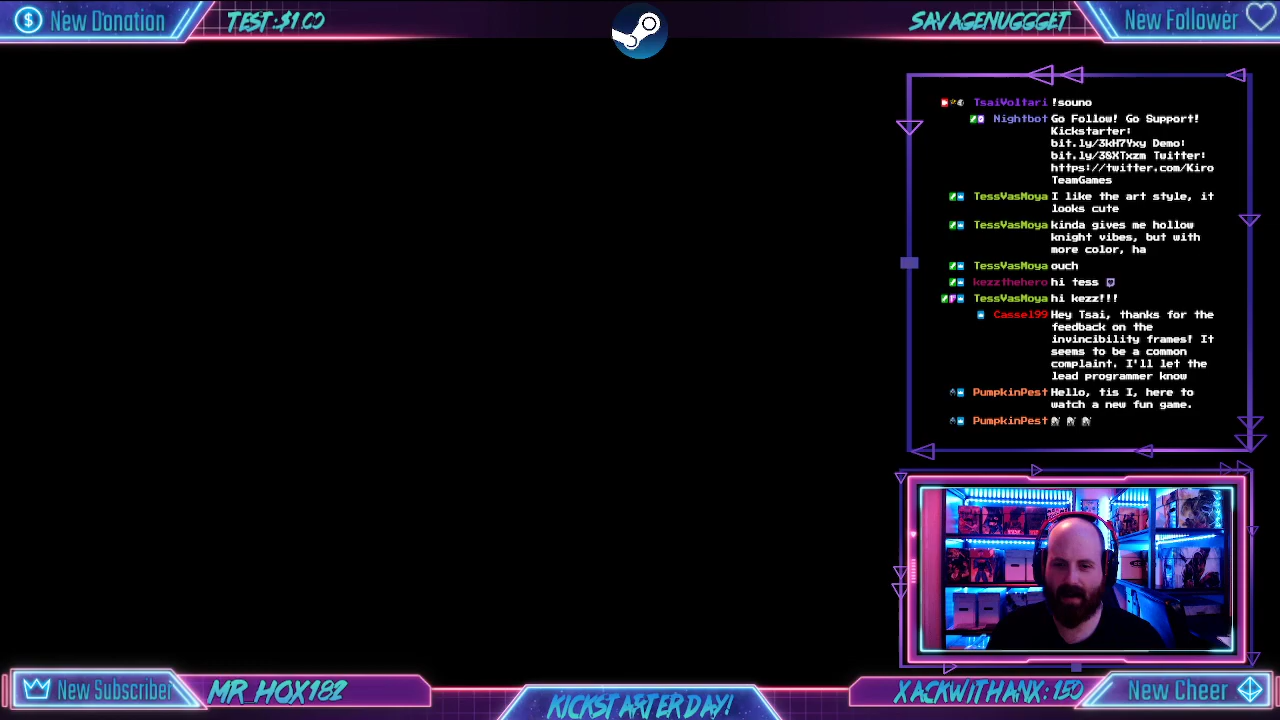 New Donation
TEST:$1.00
SAVAGENUGGGET
New Follower
TsaiVoltari !souno
Nightbot Go Follow! Go Support!
Kickstarter:
bit.ly/3kH7Yxy Demo:
bit.ly/38XTxzm Twitter:
https://twitter.com/Kiro
TeamGames
TessVasMoya I like the art style, it
looks cute
TessVasMoya kinda gives me hollow
knight vibes, but with
more color, ha
TessVasMoya ouch
kezzthehero hi tess
TessVasMoya hi kezz!!!
Cassel99 Hey Tsai, thanks for the
feedback on the
invincibility frames! It
seems to be a common
complaint. I'll let the
lead programmer know
PumpkinPest Hello, tis I, here to
watch a new fun game.
PumpkinPest
New Subscriber
MR_HOX182
KICKSTARTER DAY!
XACKWITHANX: 150
New Cheer